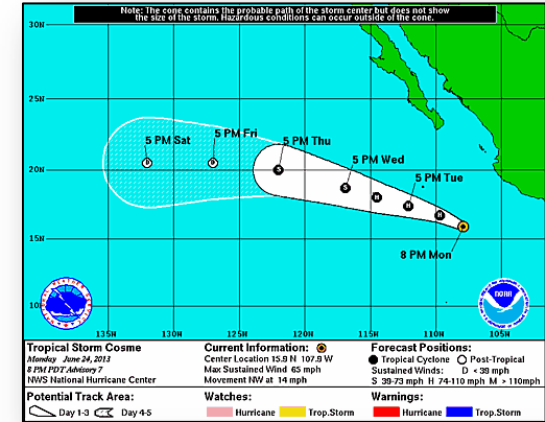 Note: The cone contains the probable path of the storm center but does not show
the size of the storm. Hazardous conditions can occur outside of the cone.
30N
25N
5 PM Sat
5 PM Fri
5 PM Thu
20N
D
D
S
5 PM Wed
S
H
5 PM Tue
H
S
15N
8 PM Mon
10
NOAA
135W
130W
125W
120W
115W
110W
105W
Tropical Storm Cosme
Monday June 24, 2013
8 PM PDT Advisory 7
NWS National Hurricane Center
Current Information:
Center Location 15.9 N 107.9 W
Max Sustained Wind 65 mph
Movement NW at 14 mph
Forecast Positions:
Tropical Cyclone Post-Tropical
Sustained Winds: D < 39 mph
S 39-73 mph H 74-110 mph M > 110mph
Potential Track Area:
Day 1-3 Day 4-5
Watches:
Hurricane Trop.Storm
Warnings:
Hurricane Trop.Storm